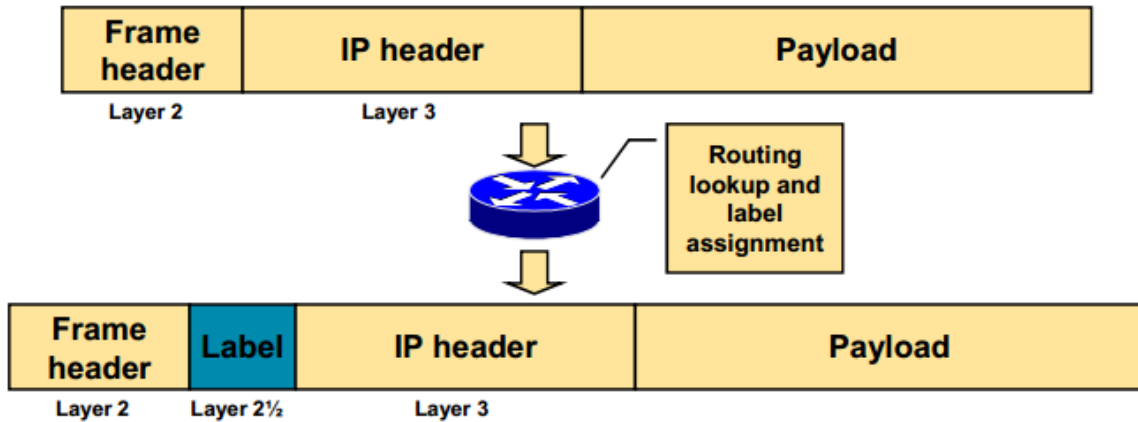 Frame
header
IP header
Payload
Layer 2
Layer 3
Routing
lookup and
label
assignment
Frame
header
Label
IP header
Payload
Layer 2
Layer 2½
Layer 3